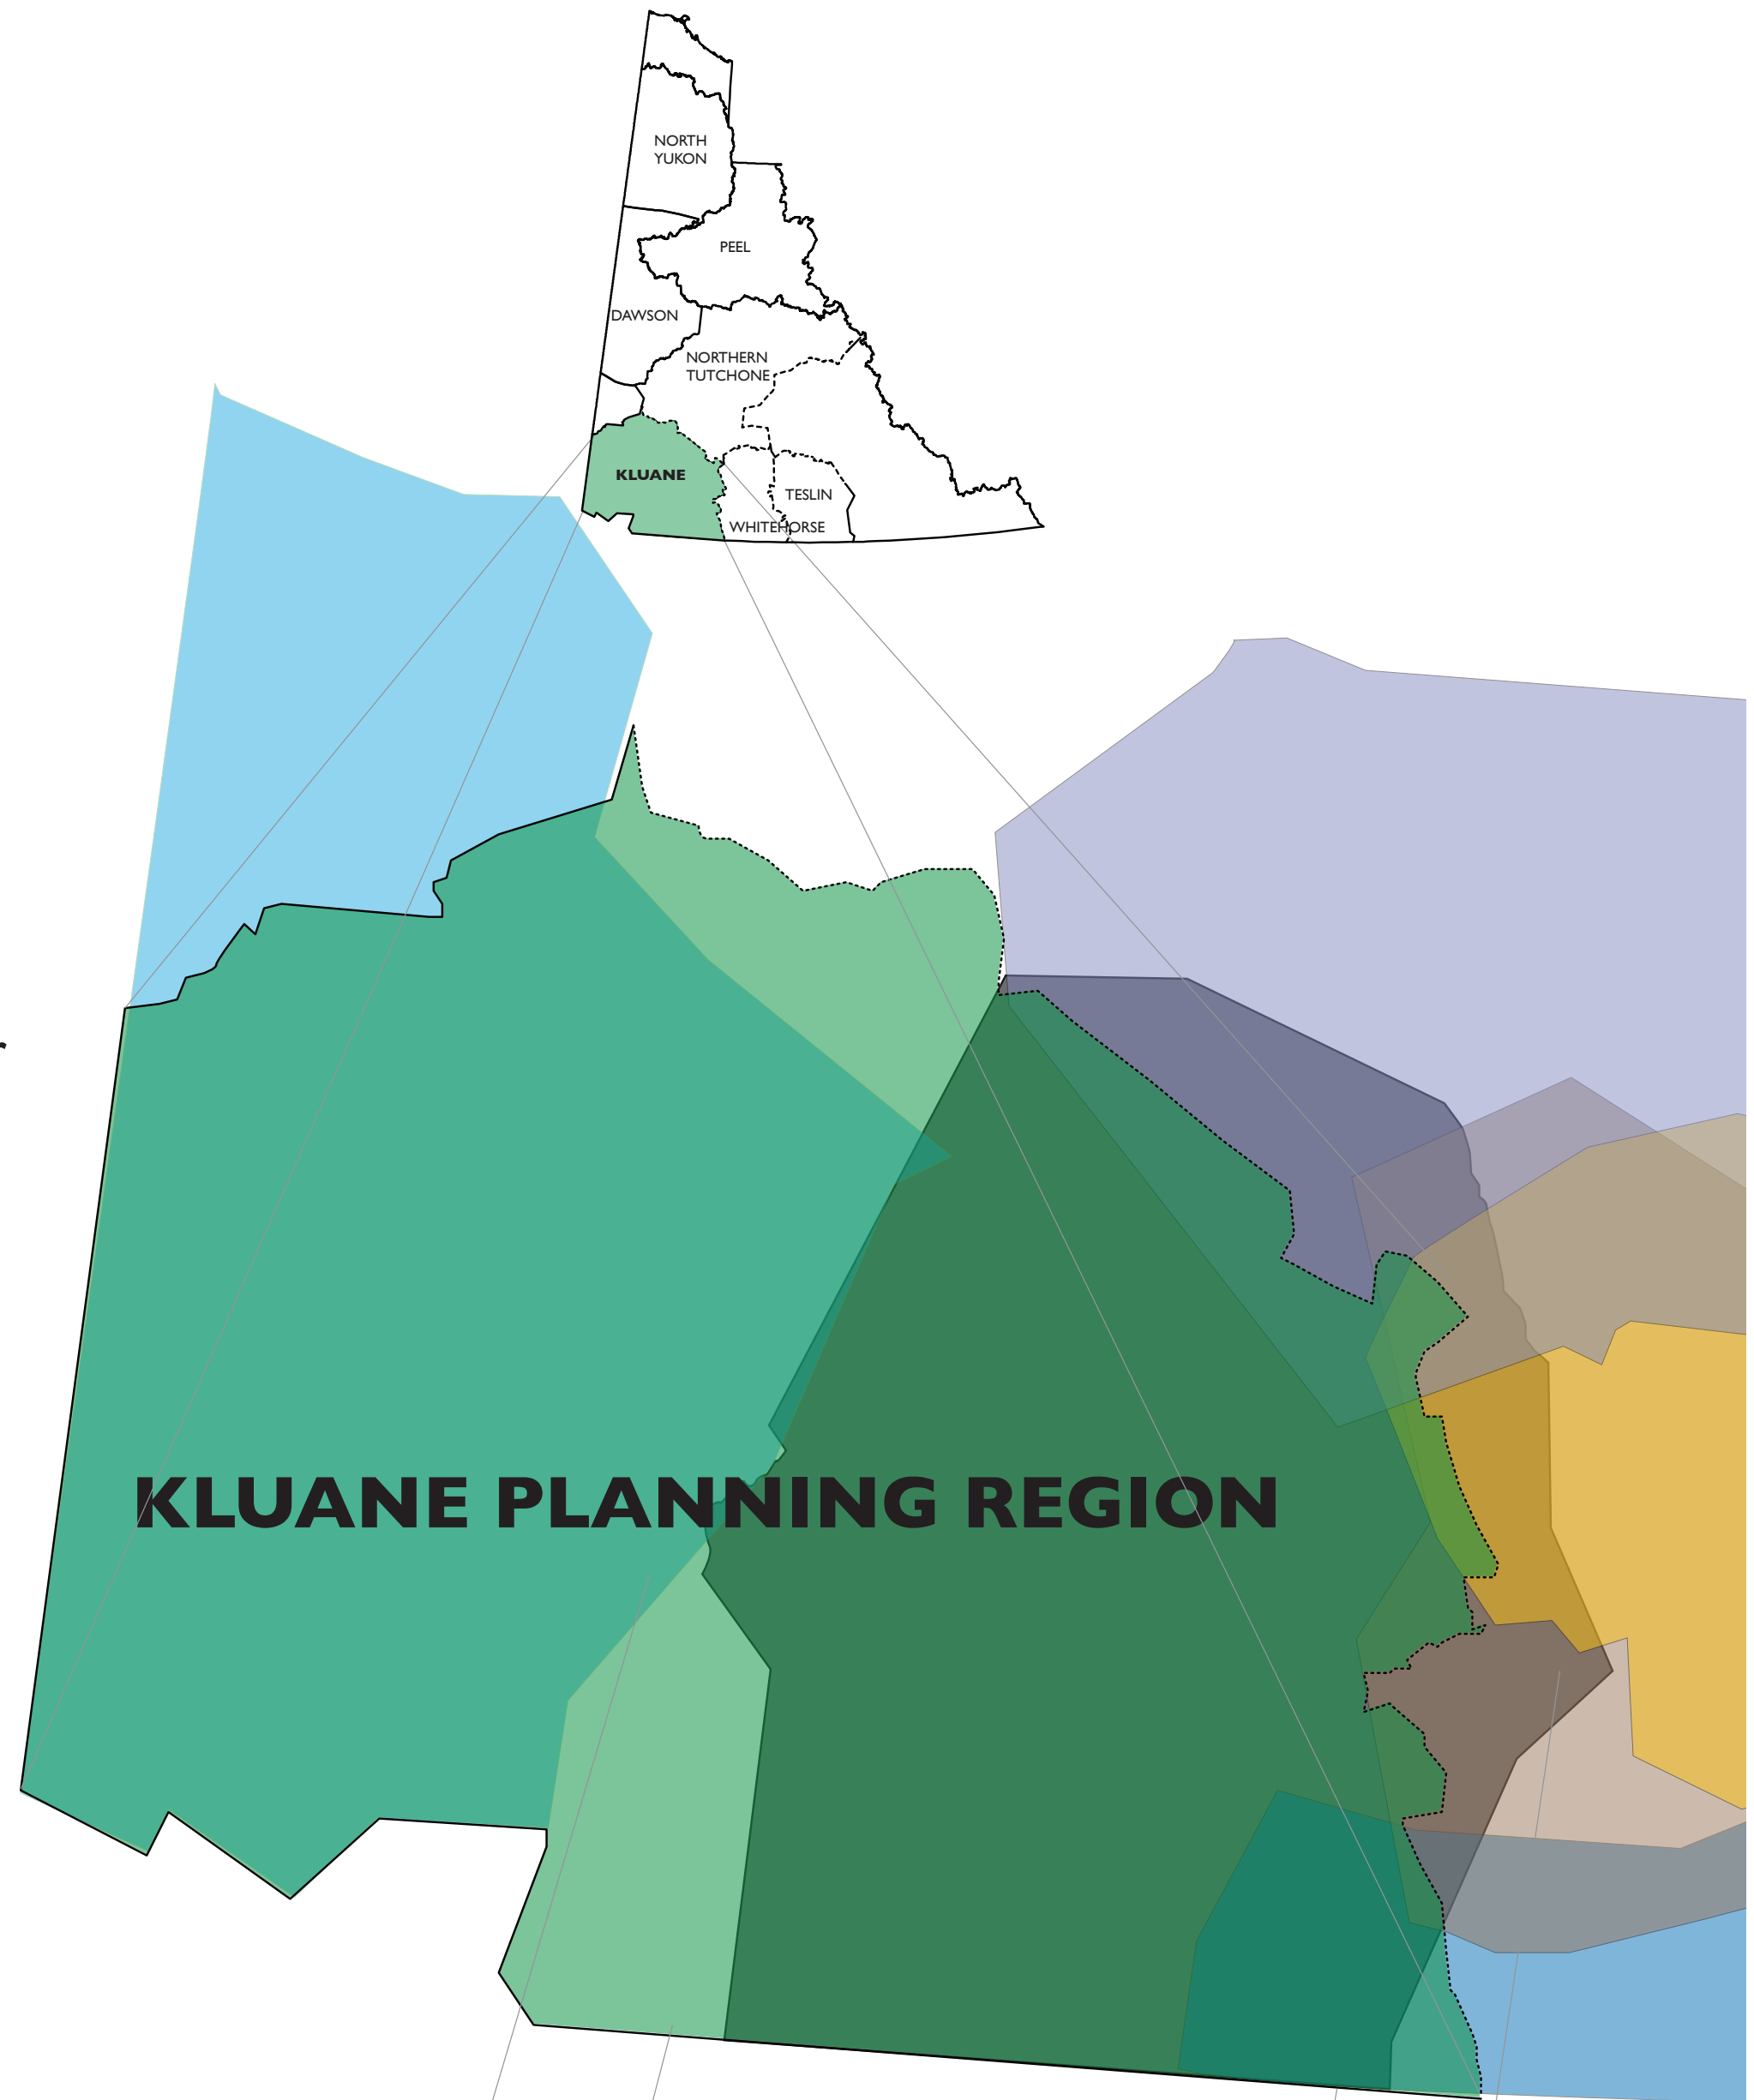 NORTH
YUKON
PEEL
DAWSON
NORTHERN
TUTCHONE
KLUANE
TESLIN
WHITEHORSE
KLUANE PLANNING REGION